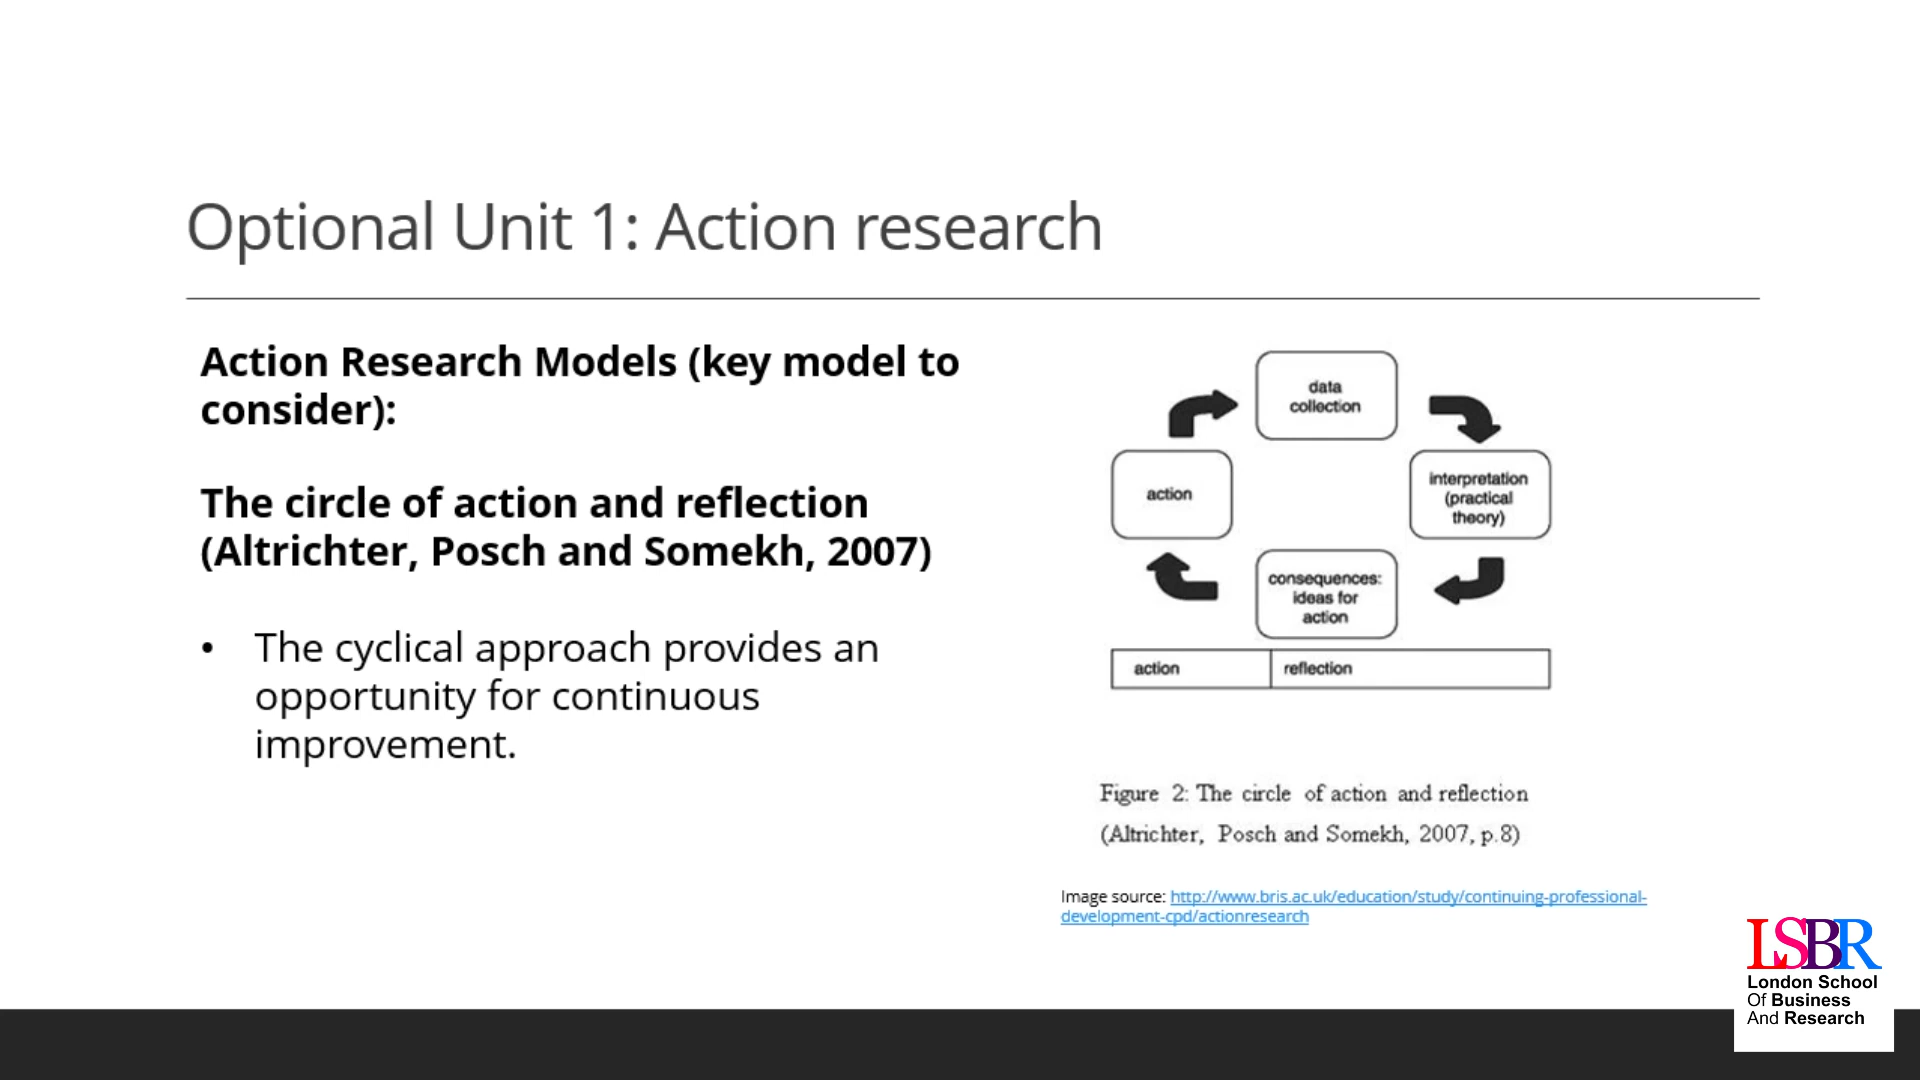 Optional Unit 1: Action research
Action Research Models (key model to
consider):
The circle of action and reflection
(Altrichter, Posch and Somekh, 2007)
• The cyclical approach provides an
opportunity for continuous
improvement.
data
collection
action
interpretation
(practical
theory)
consequences:
ideas for
action
action reflection
Figure 2: The circle of action and reflection
(Altrichter, Posch and Somekh, 2007, p.8)
Image source: http://www.bris.ac.uk/education/study/continuing-professional-
development-cpd/actionresearch
LSBR
London School
Of Business
And Research